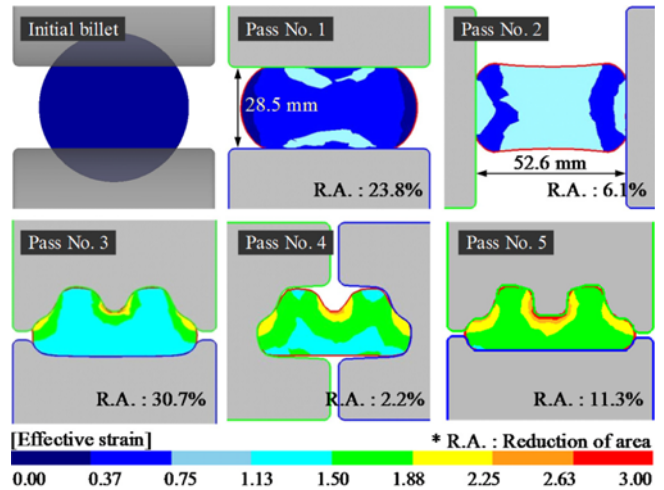 Initial billet
Pass No. 1
Pass No. 2
28.5 mm
52.6 mm
R.A. : 23.8%
R.A. : 6.1%
Pass No. 3
Pass No. 4
Pass No. 5
R.A. : 30.7%
R.A. : 2.2%
R.A. : 11.3%
[Effective strain]
* R.A. : Reduction of area
0.00 0.37 0.75 1.13 1.50 1.88 2.25 2.63 3.00